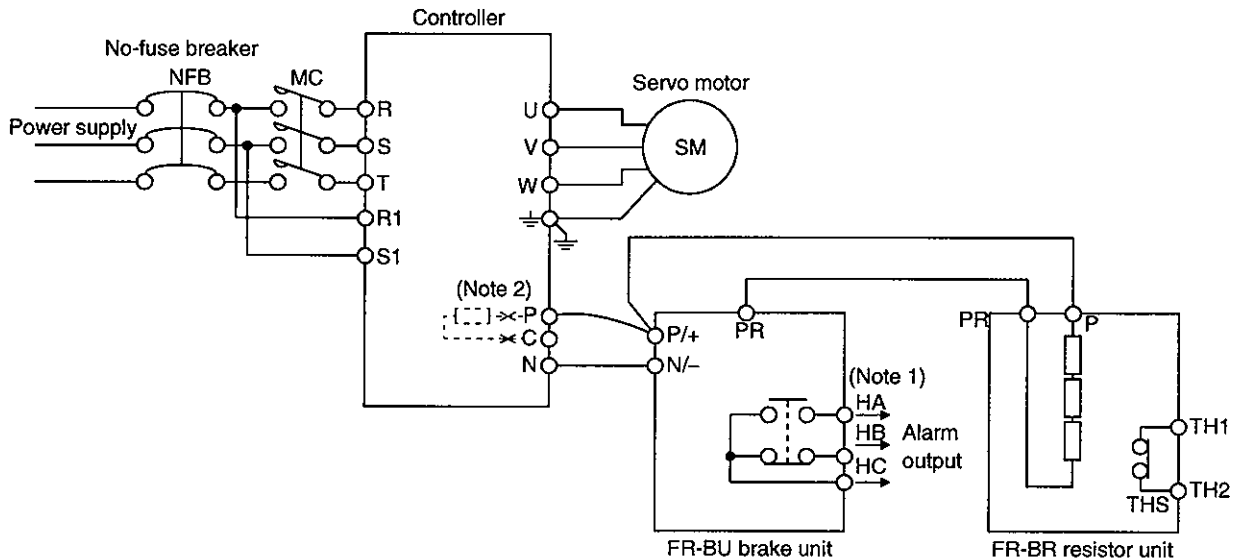 Controller
No-fuse breaker
NFB
MC
Servo motor
Power supply
R
S
T
R1
S1
U
V
W
SM
(Note 2)
P
C
N
P/+
N/−
PR
(Note 1)
HA
HB
HC
Alarm
output
PR
P
TH1
TH2
THS
FR-BU brake unit
FR-BR resistor unit